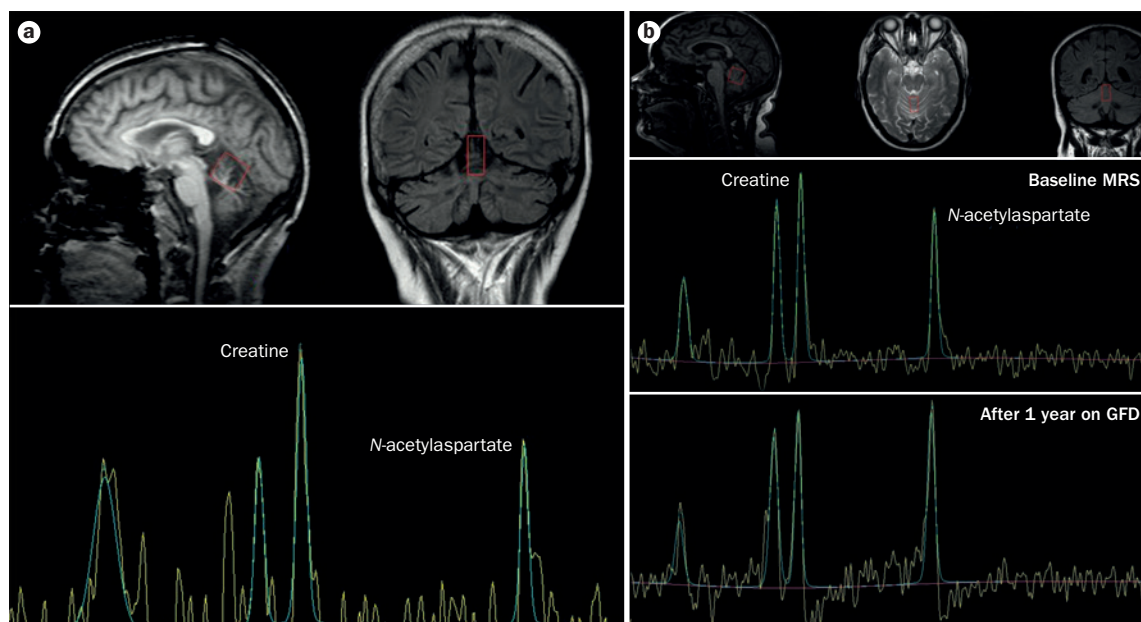 a
Creatine
N-acetylaspartate
b
Creatine
Baseline MRS
N-acetylaspartate
After 1 year on GFD